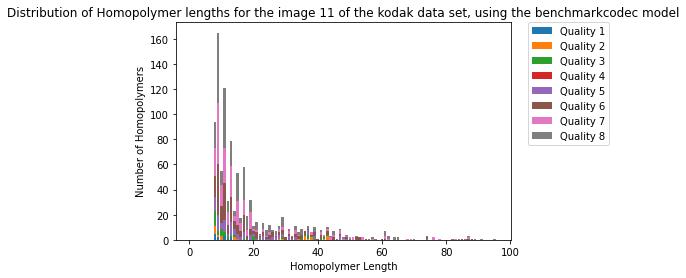 Distribution of Homopolymer lengths for the image 11 of the kodak data set, using the benchmarkcodec model
160
140
120
100
80
60
40
20
0
Number of Homopolymers
0 20 40 60 80 100
Homopolymer Length
Quality 1
Quality 2
Quality 3
Quality 4
Quality 5
Quality 6
Quality 7
Quality 8